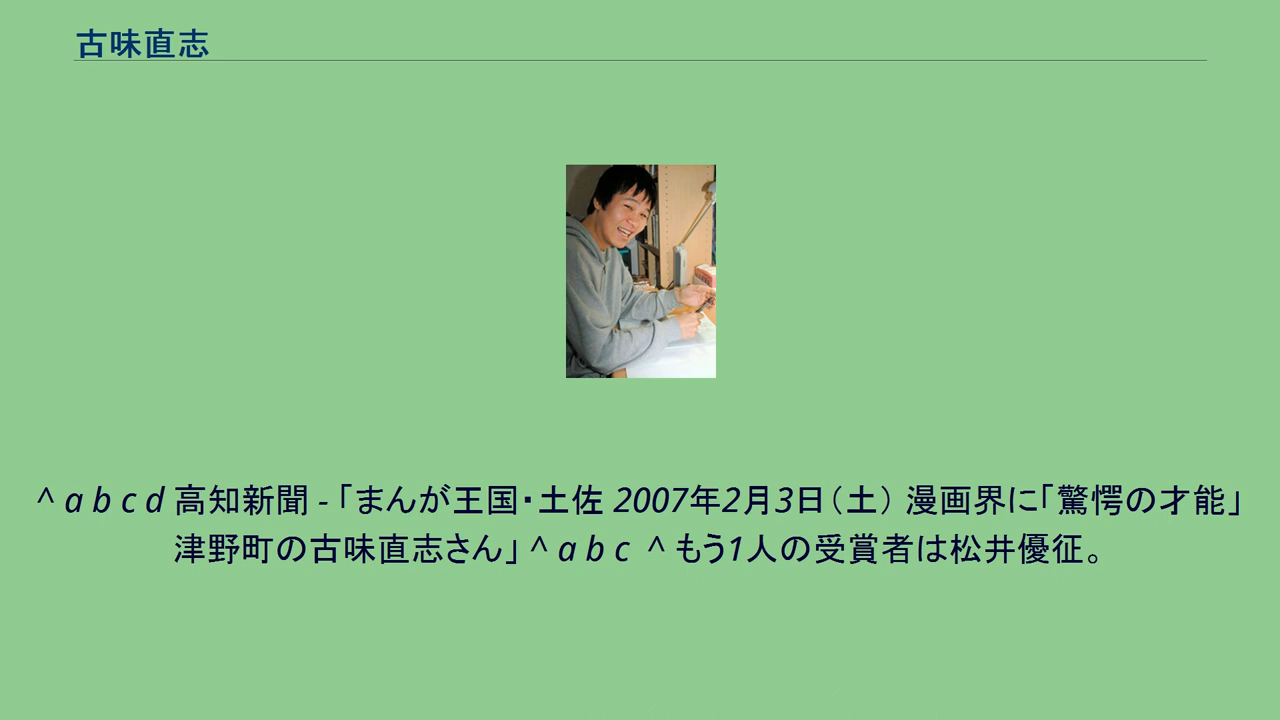 古味直志
^ a b c d 高知新聞 - 「まんが王国・土佐 2007年2月3日（土） 漫画界に「驚愕の才能」
津野町の古味直志さん」 ^ a b c ^ もう1人の受賞者は松井優征。